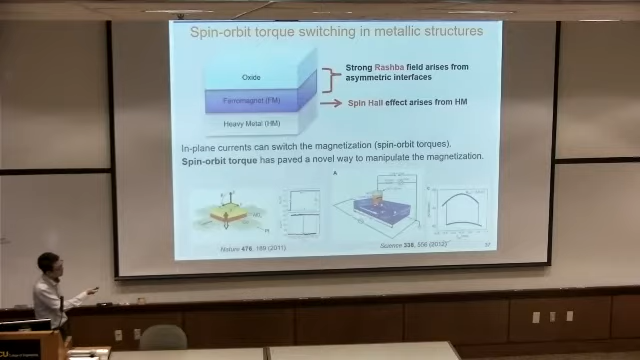 Spin-orbit torque switching in metallic structures
Oxide
Ferromagnet (FM)
Heavy Metal (HM)
Strong Rashba field arises from
asymmetric interfaces
Spin Hall effect arises from HM
In-plane currents can switch the magnetization (spin-orbit torques).
Spin-orbit torque has paved a novel way to manipulate the magnetization.
A
Nature 476, 189 (2011)
Science 336, 556 (2012)